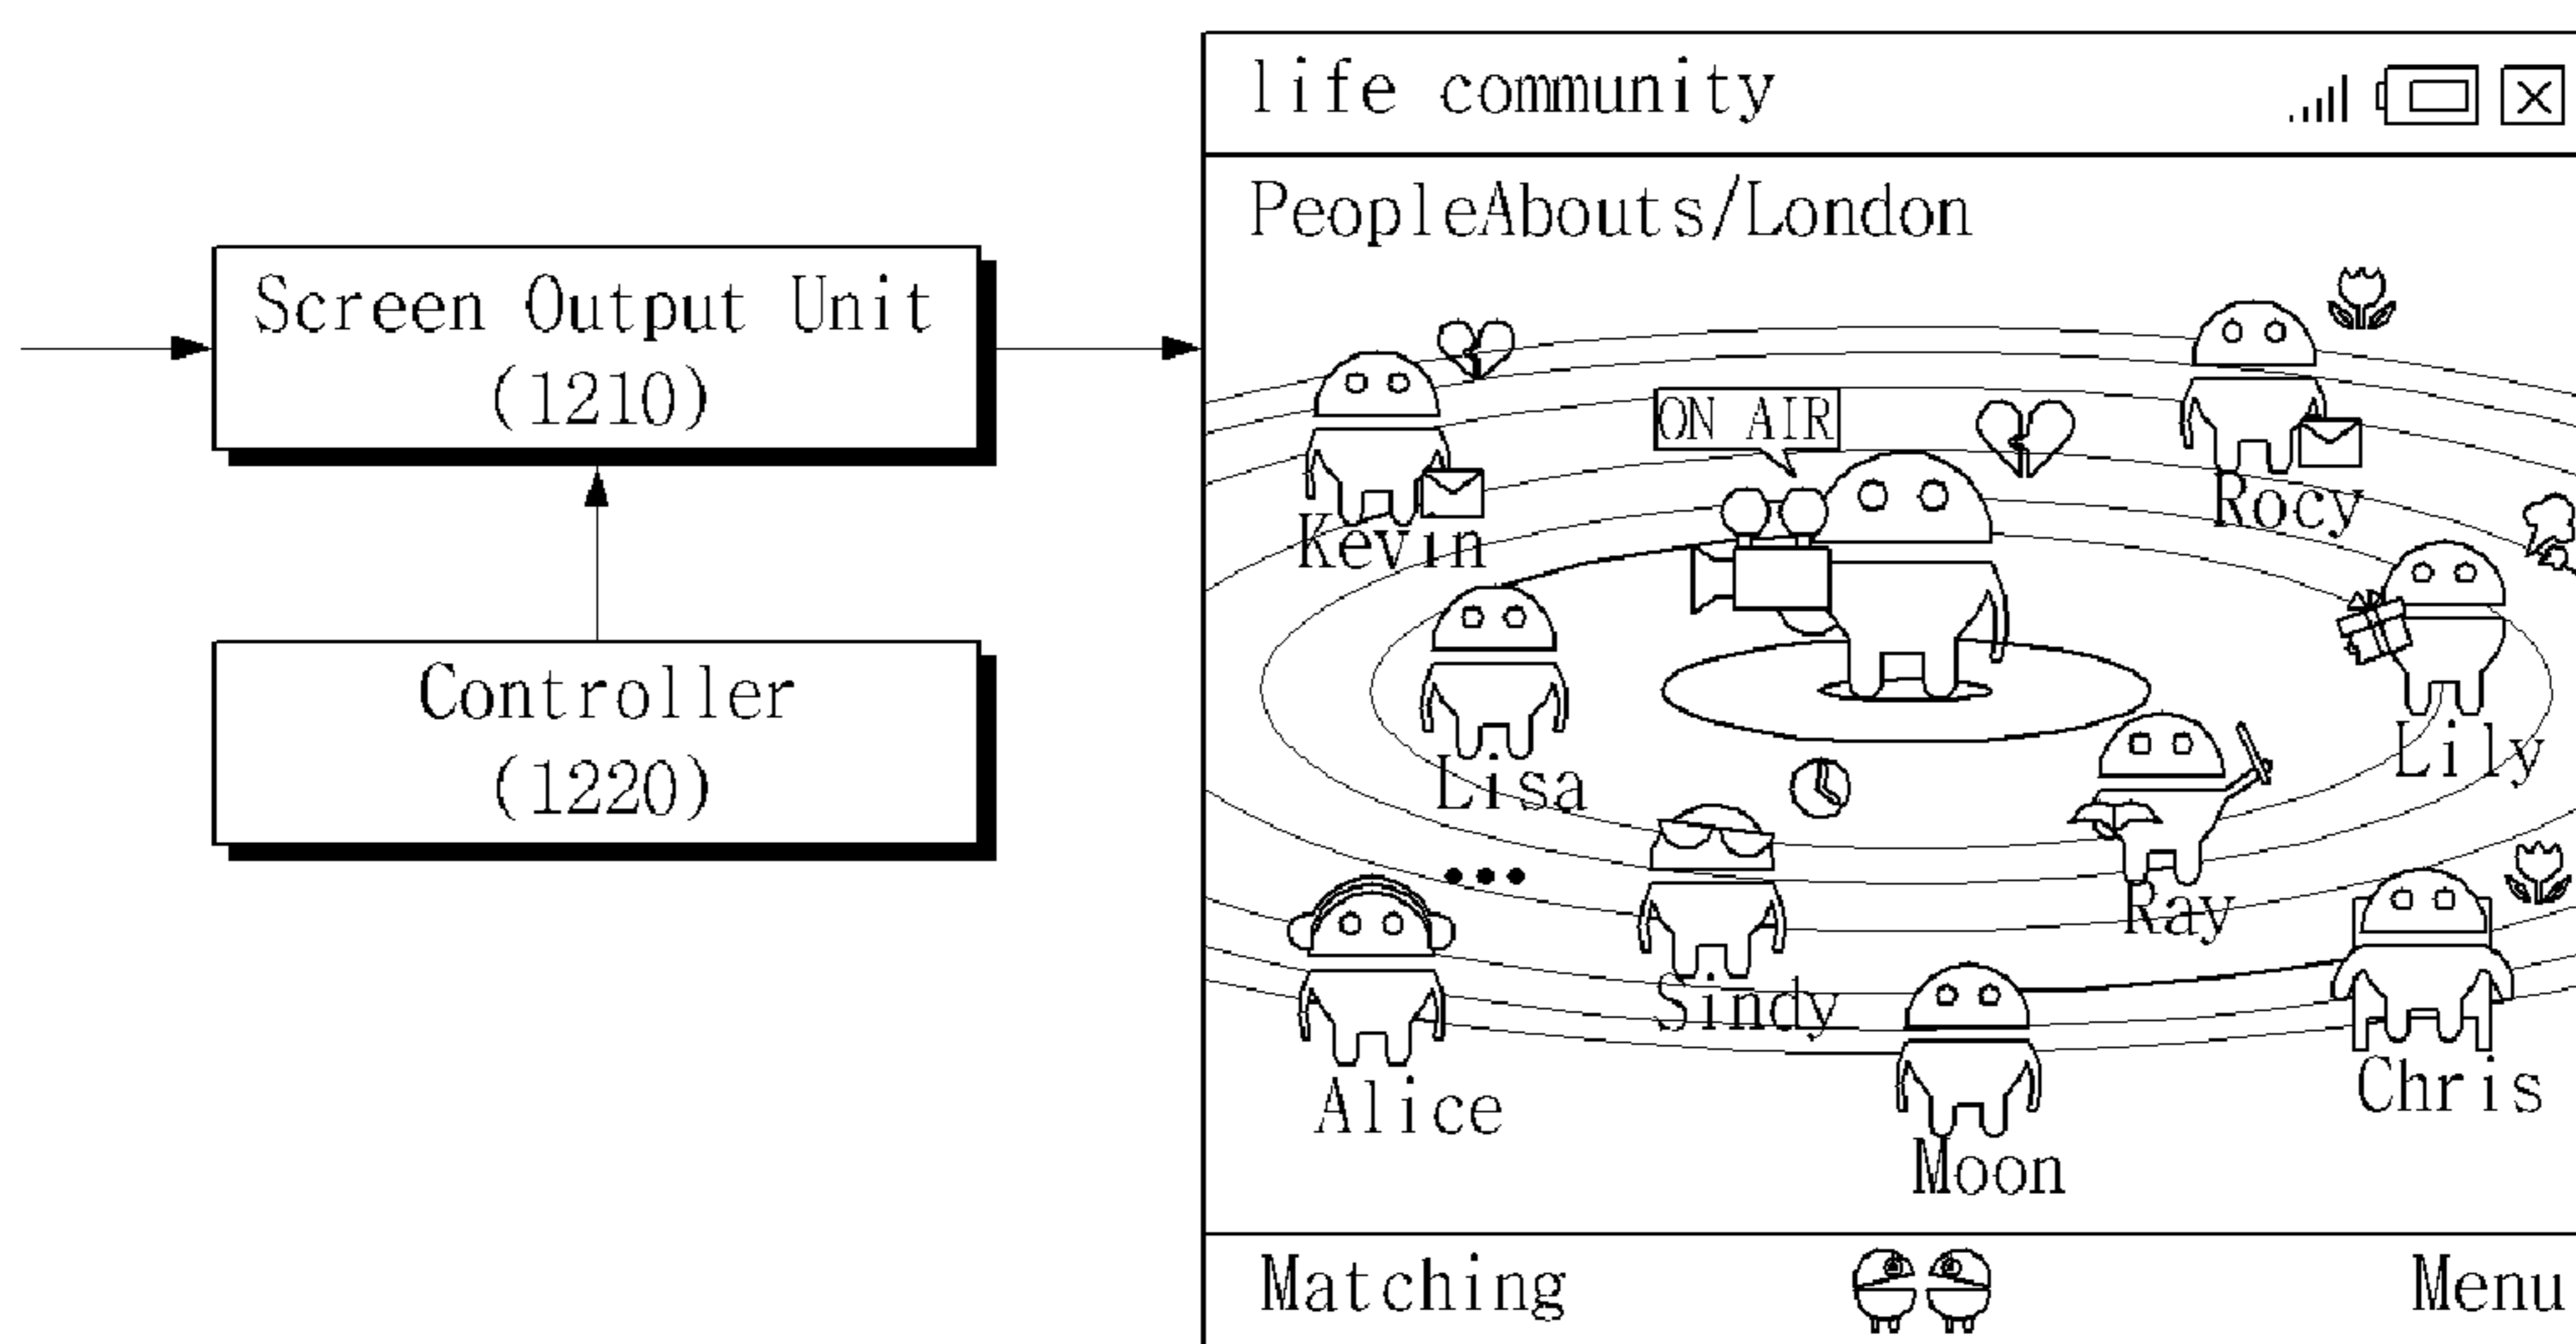 Screen Output Unit
(1210)
Controller
(1220)
life community
PeopleAbouts/London
ON AIR
Kevin
Rocy
Lisa
Lily
Ray
Sindy
Alice
Chris
Moon
Matching
Menu